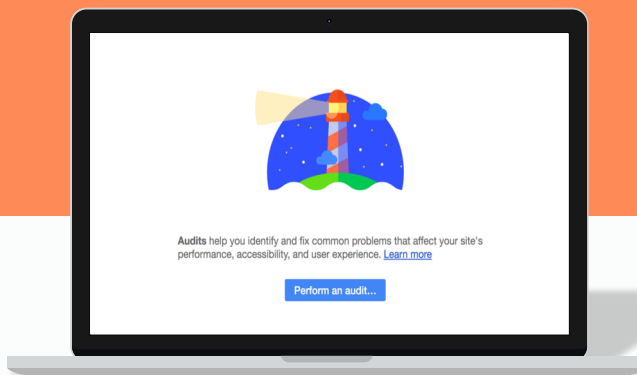 Audits help you identify and fix common problems that affect your site's
performance, accessibility, and user experience. Learn more
Perform an audit...